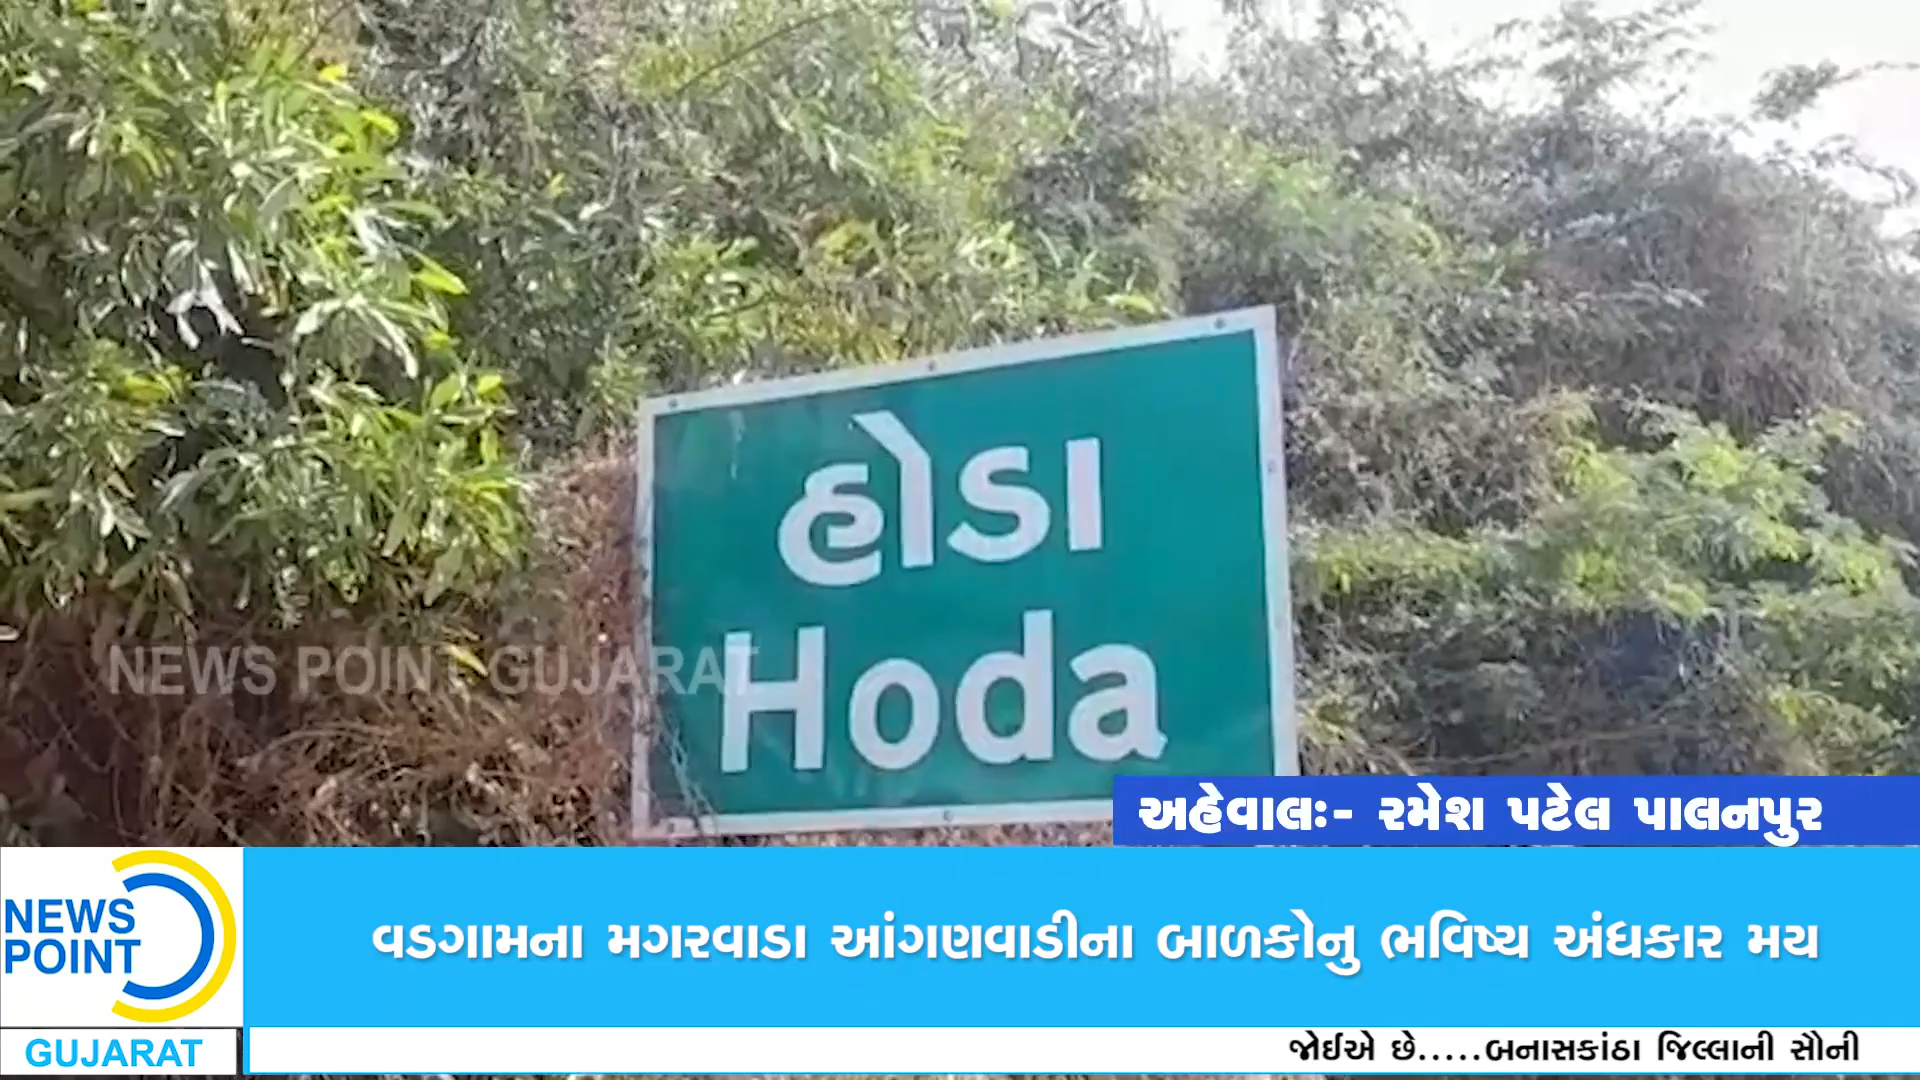 હોડા
Hoda
NEWS POINT GUJARAT
અહેવાલઃ- રમેશ પટેલ પાલનપુર
NEWS
POINT
વડગામના મગરવાડા આંગણવાડીના બાળકોનુ ભવિષ્ય અંધકાર મય
GUJARAT
જોઈએ છે.....બનાસકાંઠા જિલ્લાની સૌની